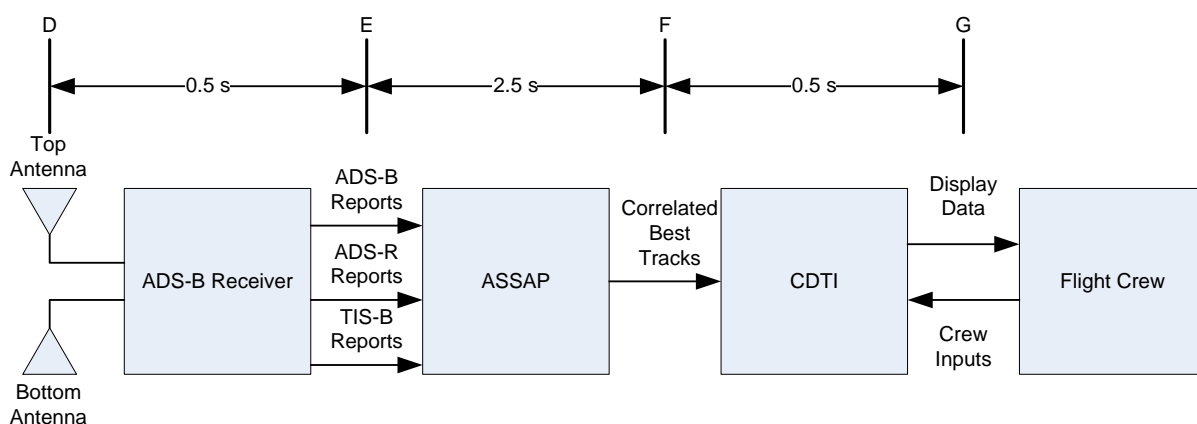 D
E
F
G
0.5 s
2.5 s
0.5 s
Top
Antenna
ADS-B
Reports
ADS-R
Reports
TIS-B
Reports
Correlated
Best
Tracks
Display
Data
ADS-B Receiver
ASSAP
CDTI
Flight Crew
Crew
Inputs
Bottom
Antenna